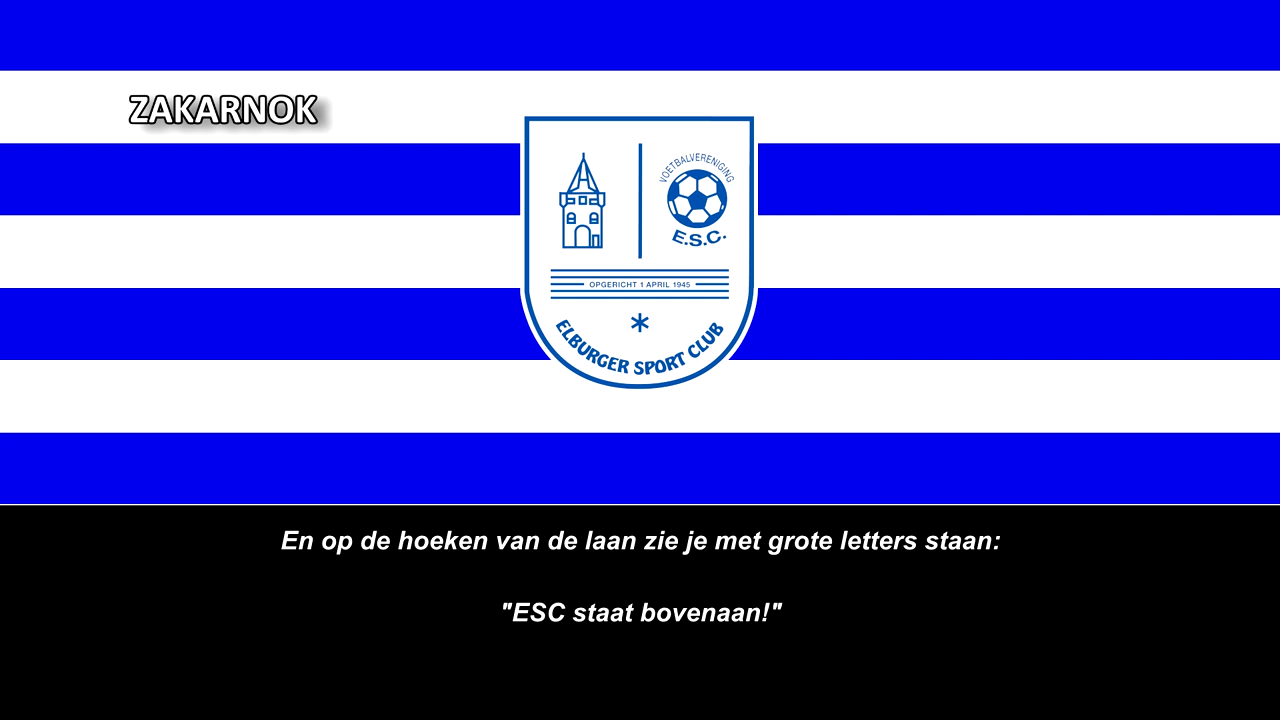 ZAKARNOK
VOETBALVERENIGING
E.S.C.
OPGERICHT 1 APRIL 1945
ELBURGER SPORT CLUB
En op de hoeken van de laan zie je met grote letters staan:
"ESC staat bovenaan!"